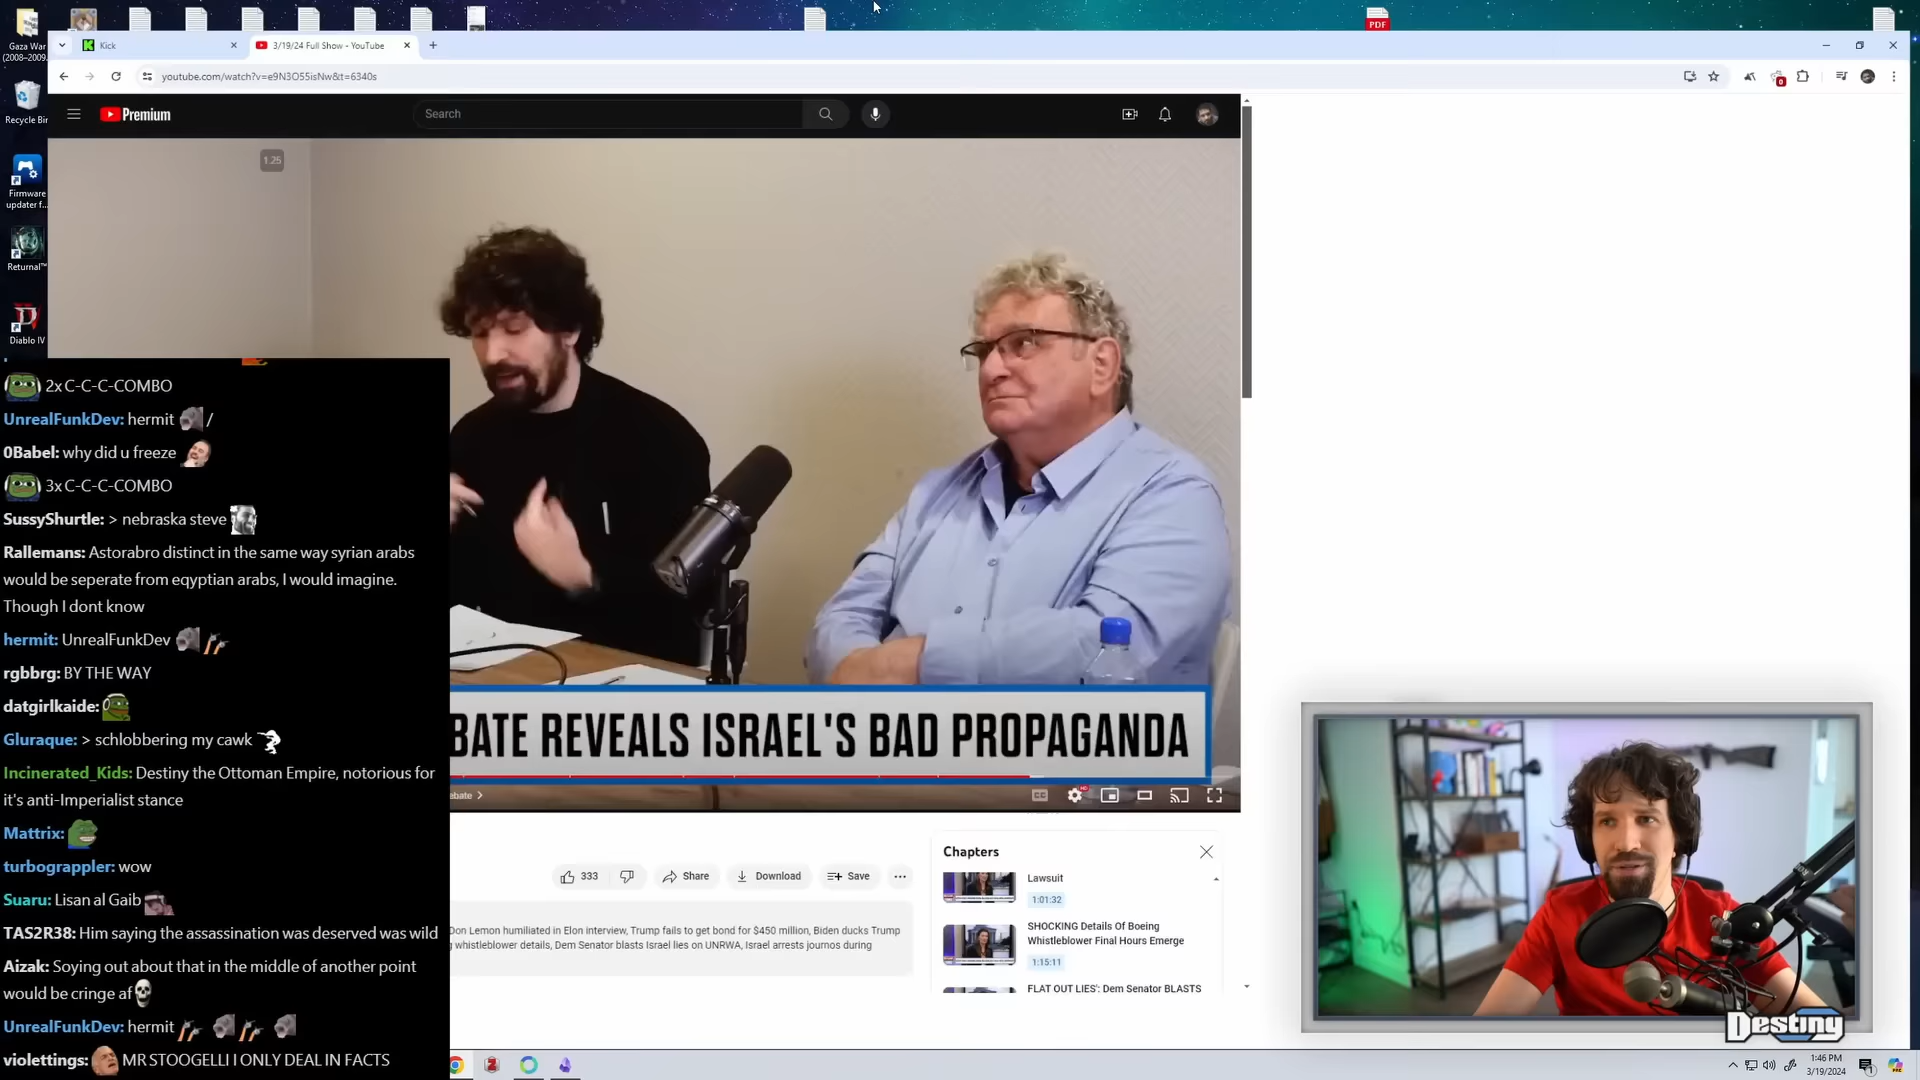 Gaza War
(2008–2009...
Recycle Bin
Firmware
updater f...
Returnal™
Diablo IV
PDF
Kick
3/19/24 Full Show - YouTube
youtube.com/watch?v=e9N3O55isNw&t=6340s
0
Premium
Search
1.25
2x C-C-C-COMBO
UnrealFunkDev: hermit /
0Babel: why did u freeze
3x C-C-C-COMBO
SussyShurtle: > nebraska steve
Rallemans: Astorabro distinct in the same way syrian arabs
would be seperate from eqyptian arabs, I would imagine.
Though I dont know
hermit: UnrealFunkDev
rgbbrg: BY THE WAY
datgirlkaide:
Gluraque: > schlobbering my cawk
Incinerated_Kids: Destiny the Ottoman Empire, notorious for
it's anti-Imperialist stance
Mattrix:
turbograppler: wow
Suaru: Lisan al Gaib
TAS2R38: Him saying the assassination was deserved was wild
Aizak: Soying out about that in the middle of another point
would be cringe af
UnrealFunkDev: hermit
violettings: MR STOOGELLI I ONLY DEAL IN FACTS
BATE REVEALS ISRAEL'S BAD PROPAGANDA
ebate >
CC
HD
333
Share
Download
Save
Don Lemon humiliated in Elon interview, Trump fails to get bond for $450 million, Biden ducks Trump
whistleblower details, Dem Senator blasts Israel lies on UNRWA, Israel arrests journos during
Chapters
Lawsuit
1:01:32
SHOCKING Details Of Boeing
Whistleblower Final Hours Emerge
1:15:11
FLAT OUT LIES': Dem Senator BLASTS
Destiny
1:46 PM
3/19/2024